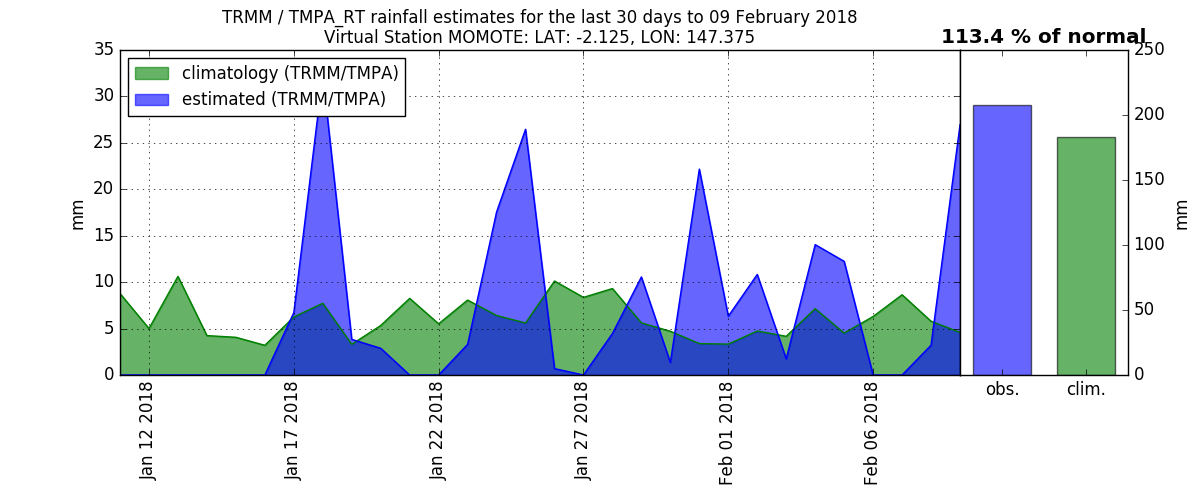 TRMM / TMPA_RT rainfall estimates for the last 30 days to 09 February 2018
Virtual Station MOMOTE: LAT: -2.125, LON: 147.375
113.4 % of normal
climatology (TRMM/TMPA)
estimated (TRMM/TMPA)
35
30
25
20
15
10
5
0
mm
Jan 12 2018
Jan 17 2018
Jan 22 2018
Jan 27 2018
Feb 01 2018
Feb 06 2018
obs.
clim.
250
200
150
100
50
0
mm